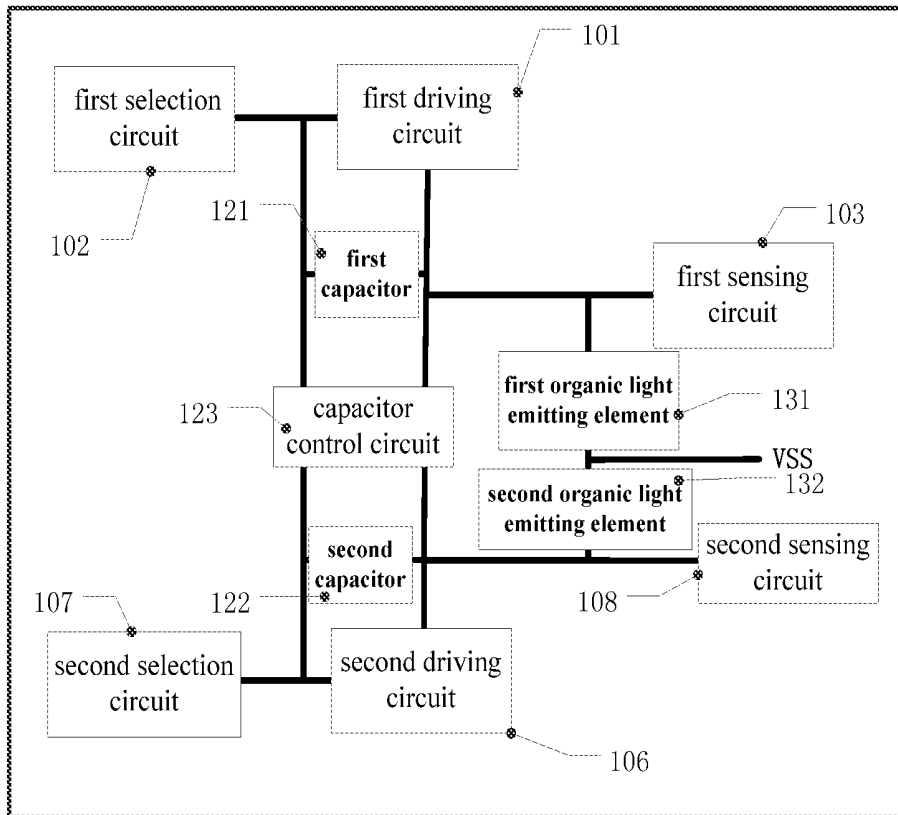 101
first selection
circuit
first driving
circuit
102
121
103
first
capacitor
first sensing
circuit
first organic light
emitting element
131
123
capacitor
control circuit
VSS
second organic light
emitting element
132
second
capacitor
second sensing
circuit
107
122
108
second selection
circuit
second driving
circuit
106